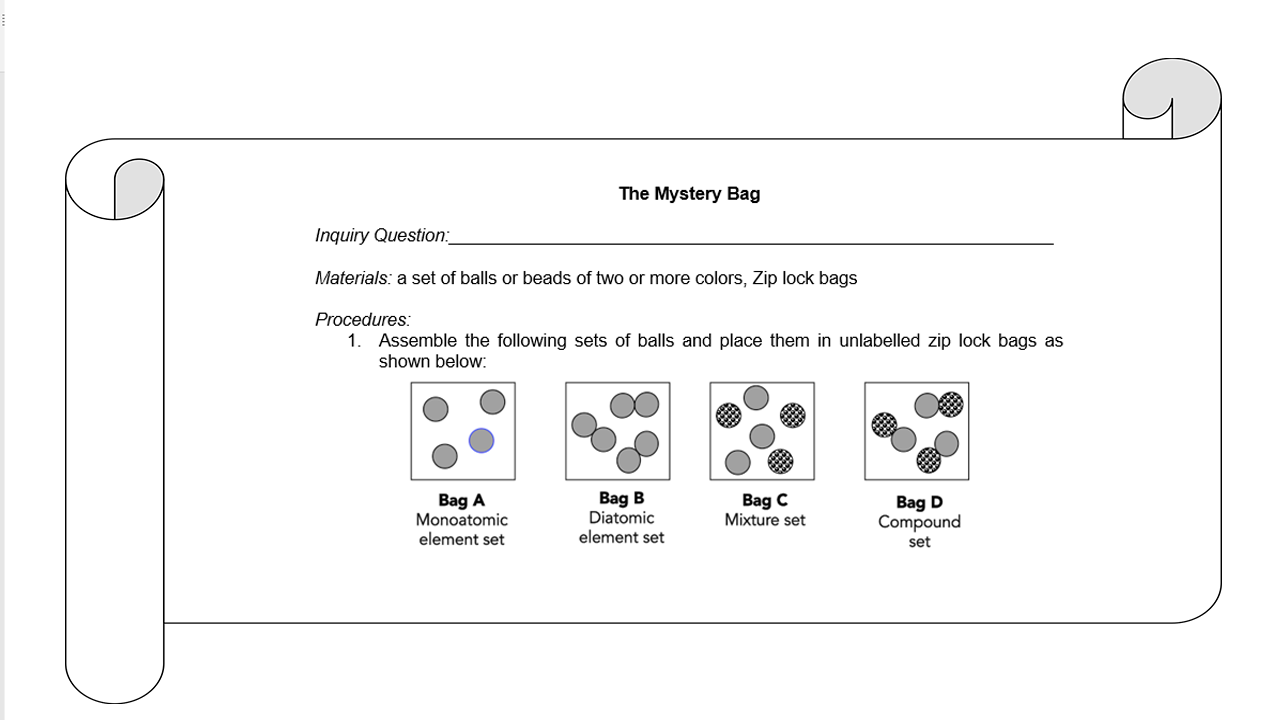 The Mystery Bag
Inquiry Question:
Materials: a set of balls or beads of two or more colors, Zip lock bags
Procedures:
1. Assemble the following sets of balls and place them in unlabelled zip lock bags as
shown below:
Bag A
Monoatomic
element set
Bag B
Diatomic
element set
Bag C
Mixture set
Bag D
Compound
set